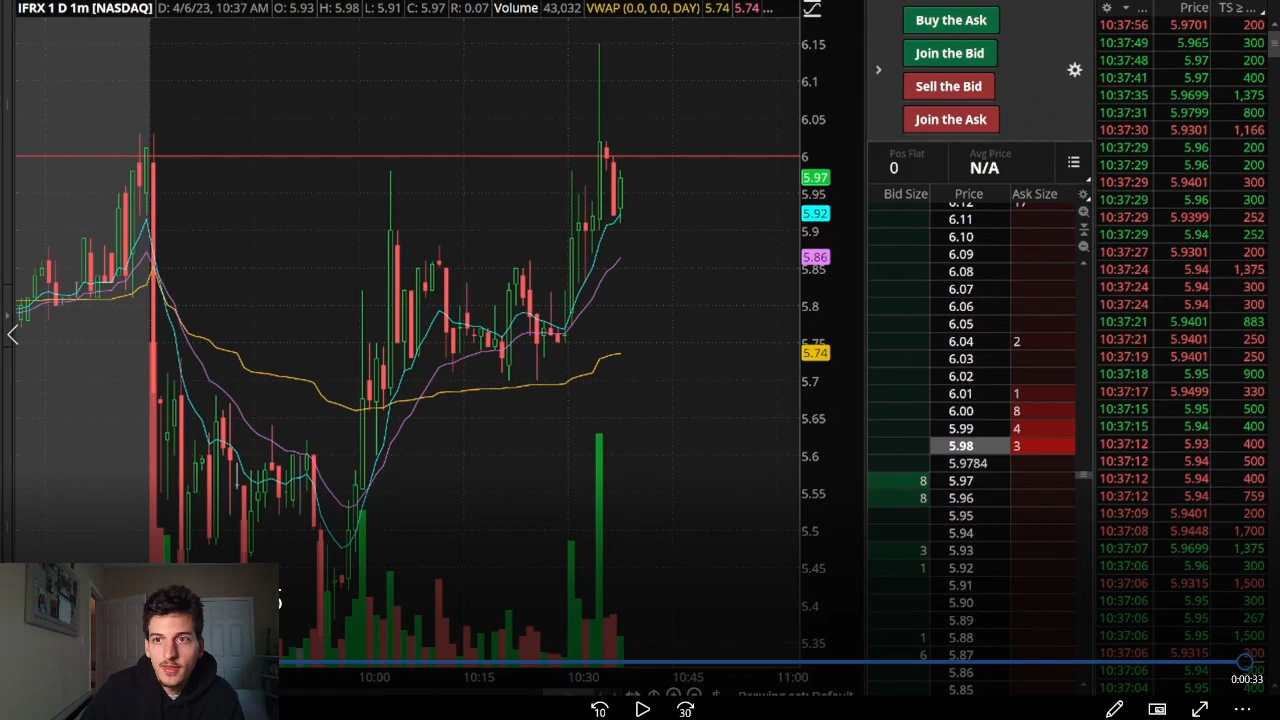 IFRX 1 D 1m [NASDAQ] D: 4/6/23, 10:37 AM O: 5.93 H: 5.98 L: 5.91 C: 5.97 R: 0.07 Volume 43,032 VWAP (0.0, 0.0, DAY) 5.74 5.74 ...
6.15
6.1
6.05
6
5.97
5.95
5.92
5.9
5.86
5.85
5.8
5.75
5.74
5.7
5.65
5.6
5.55
5.5
5.45
5.4
5.35
10:00 10:15 10:30 10:45 11:00
Drawing set: Default
Buy the Ask
Join the Bid
Sell the Bid
Join the Ask
Pos Flat Avg Price
0 N/A
Bid Size Price Ask Size
6.12 17
6.11
6.10
6.09
6.08
6.07
6.06
6.05
6.04 2
6.03
6.02
6.01 1
6.00 8
5.99 4
5.98 3
5.9784
8 5.97
8 5.96
5.95
5.94
3 5.93
1 5.92
5.91
5.90
5.89
1 5.88
6 5.87
5.86
5.85
... Price TS ≥ ...
10:37:56 5.9701 200
10:37:49 5.965 300
10:37:48 5.97 200
10:37:41 5.97 400
10:37:35 5.9699 1,375
10:37:31 5.9799 800
10:37:30 5.9301 1,166
10:37:29 5.96 200
10:37:29 5.96 200
10:37:29 5.9401 300
10:37:29 5.96 300
10:37:29 5.9399 252
10:37:29 5.94 252
10:37:27 5.9301 200
10:37:24 5.94 1,375
10:37:24 5.94 300
10:37:24 5.94 300
10:37:21 5.9401 883
10:37:21 5.9401 250
10:37:19 5.9401 250
10:37:18 5.95 900
10:37:17 5.9499 330
10:37:15 5.95 500
10:37:15 5.94 400
10:37:12 5.93 400
10:37:12 5.94 500
10:37:12 5.94 400
10:37:12 5.94 759
10:37:09 5.9401 200
10:37:08 5.9448 1,700
10:37:07 5.9699 1,375
10:37:06 5.96 300
10:37:06 5.9315 1,500
10:37:06 5.95 300
10:37:06 5.95 267
10:37:06 5.95 1,500
10:37:06 5.9315 200
10:37:06 5.94
10:37:04 5.95 400
0:00:33
10
30